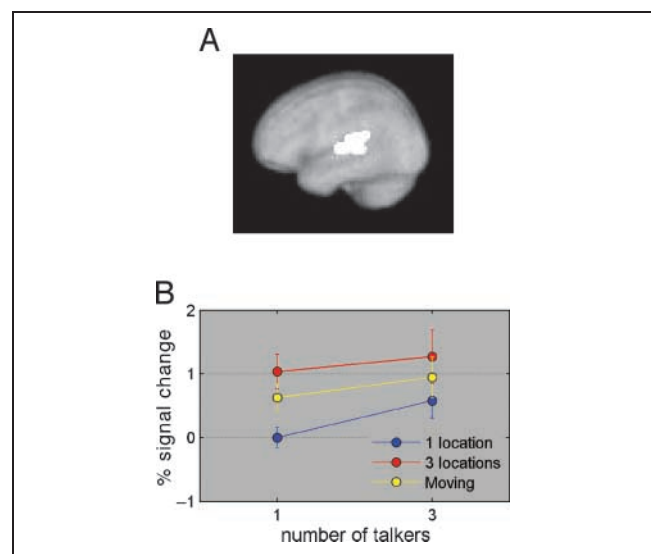 A
B
2
1
0
−1
% signal change
1 location
3 locations
Moving
1
3
number of talkers